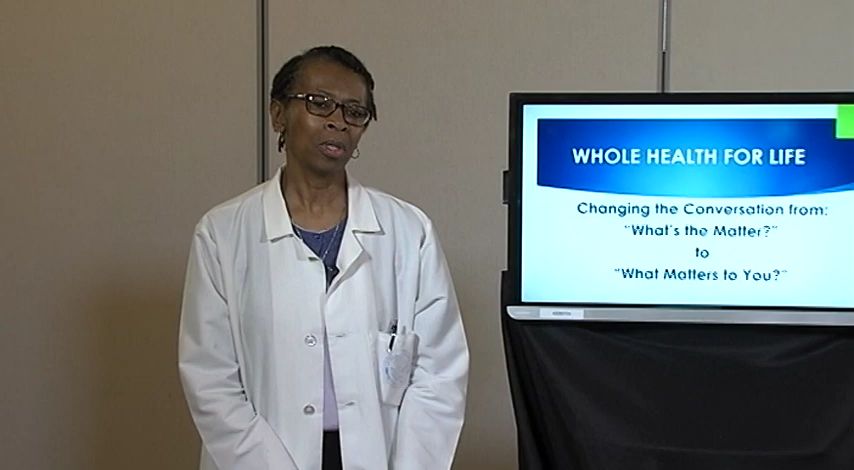 WHOLE HEALTH FOR LIFE
Changing the Conversation from:
"What's the Matter?"
to
"What Matters to You?"